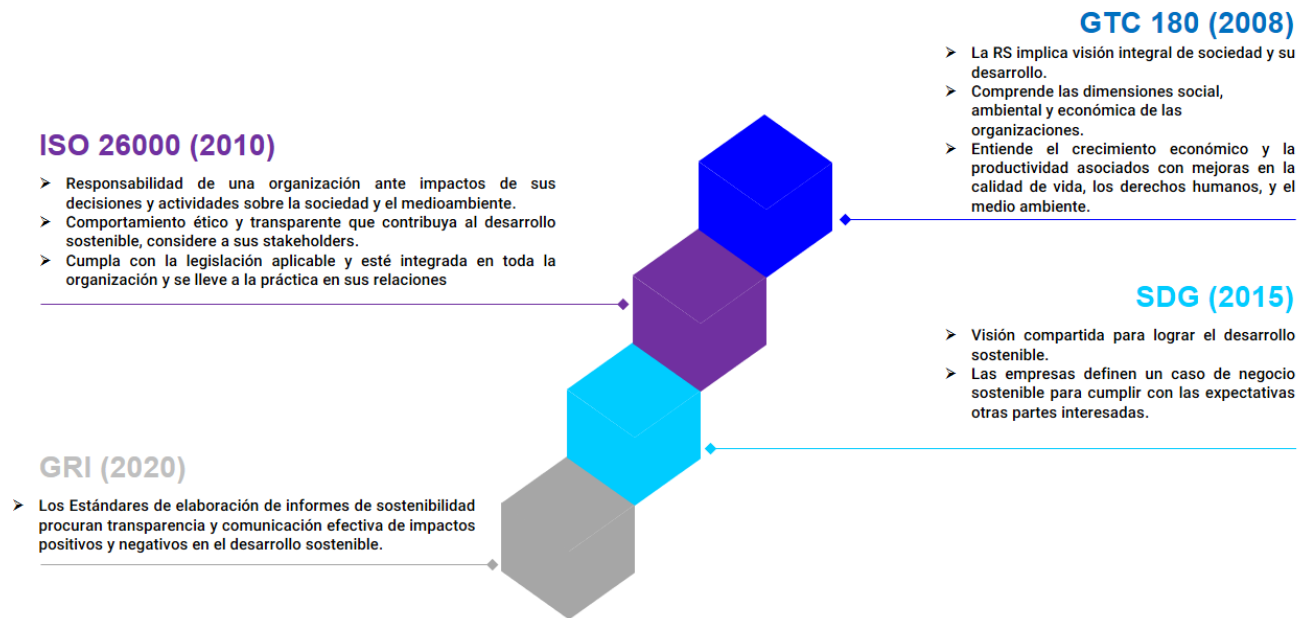 GTC 180 (2008)
➤ La RS implica visión integral de sociedad y su
desarrollo.
➤ Comprende las dimensiones social,
ambiental y económica de las
organizaciones.
➤ Entiende el crecimiento económico y la
productividad asociados con mejoras en la
calidad de vida, los derechos humanos, y el
medio ambiente.
ISO 26000 (2010)
➤ Responsabilidad de una organización ante impactos de sus
decisiones y actividades sobre la sociedad y el medioambiente.
➤ Comportamiento ético y transparente que contribuya al desarrollo
sostenible, considere a sus stakeholders.
➤ Cumpla con la legislación aplicable y esté integrada en toda la
organización y se lleve a la práctica en sus relaciones
SDG (2015)
➤ Visión compartida para lograr el desarrollo
sostenible.
➤ Las empresas definen un caso de negocio
sostenible para cumplir con las expectativas
otras partes interesadas.
GRI (2020)
➤ Los Estándares de elaboración de informes de sostenibilidad
procuran transparencia y comunicación efectiva de impactos
positivos y negativos en el desarrollo sostenible.